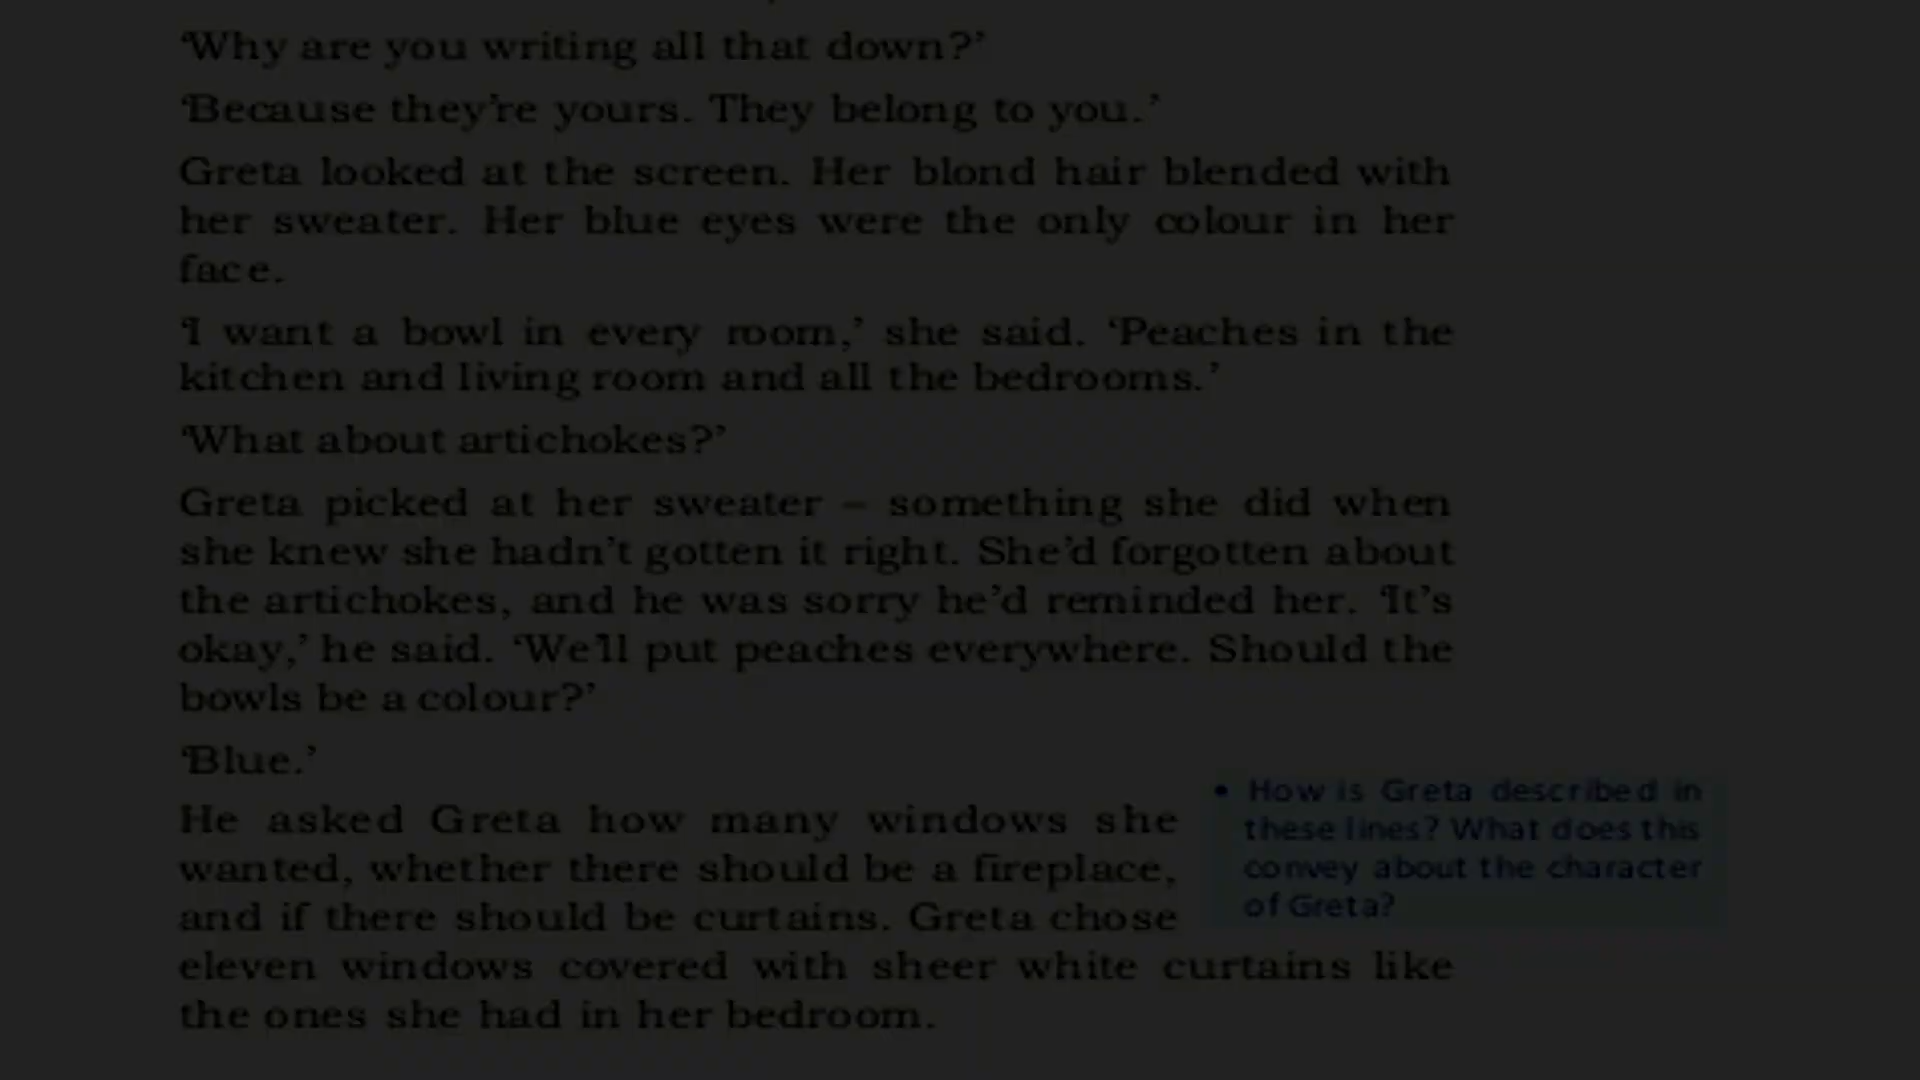 ‘Why are you writing all that down?’
‘Because they’re yours. They belong to you.’
Greta looked at the screen. Her blond hair blended with
her sweater. Her blue eyes were the only colour in her
face.
‘I want a bowl in every room,’ she said. ‘Peaches in the
kitchen and living room and all the bedrooms.’
‘What about artichokes?’
Greta picked at her sweater – something she did when
she knew she hadn’t gotten it right. She’d forgotten about
the artichokes, and he was sorry he’d reminded her. ‘It’s
okay,’ he said. ‘We’ll put peaches everywhere. Should the
bowls be a colour?’
‘Blue.’
He asked Greta how many windows she
wanted, whether there should be a fireplace,
and if there should be curtains. Greta chose
eleven windows covered with sheer white curtains like
the ones she had in her bedroom.
• How is Greta described in
these lines? What does this
convey about the character
of Greta?